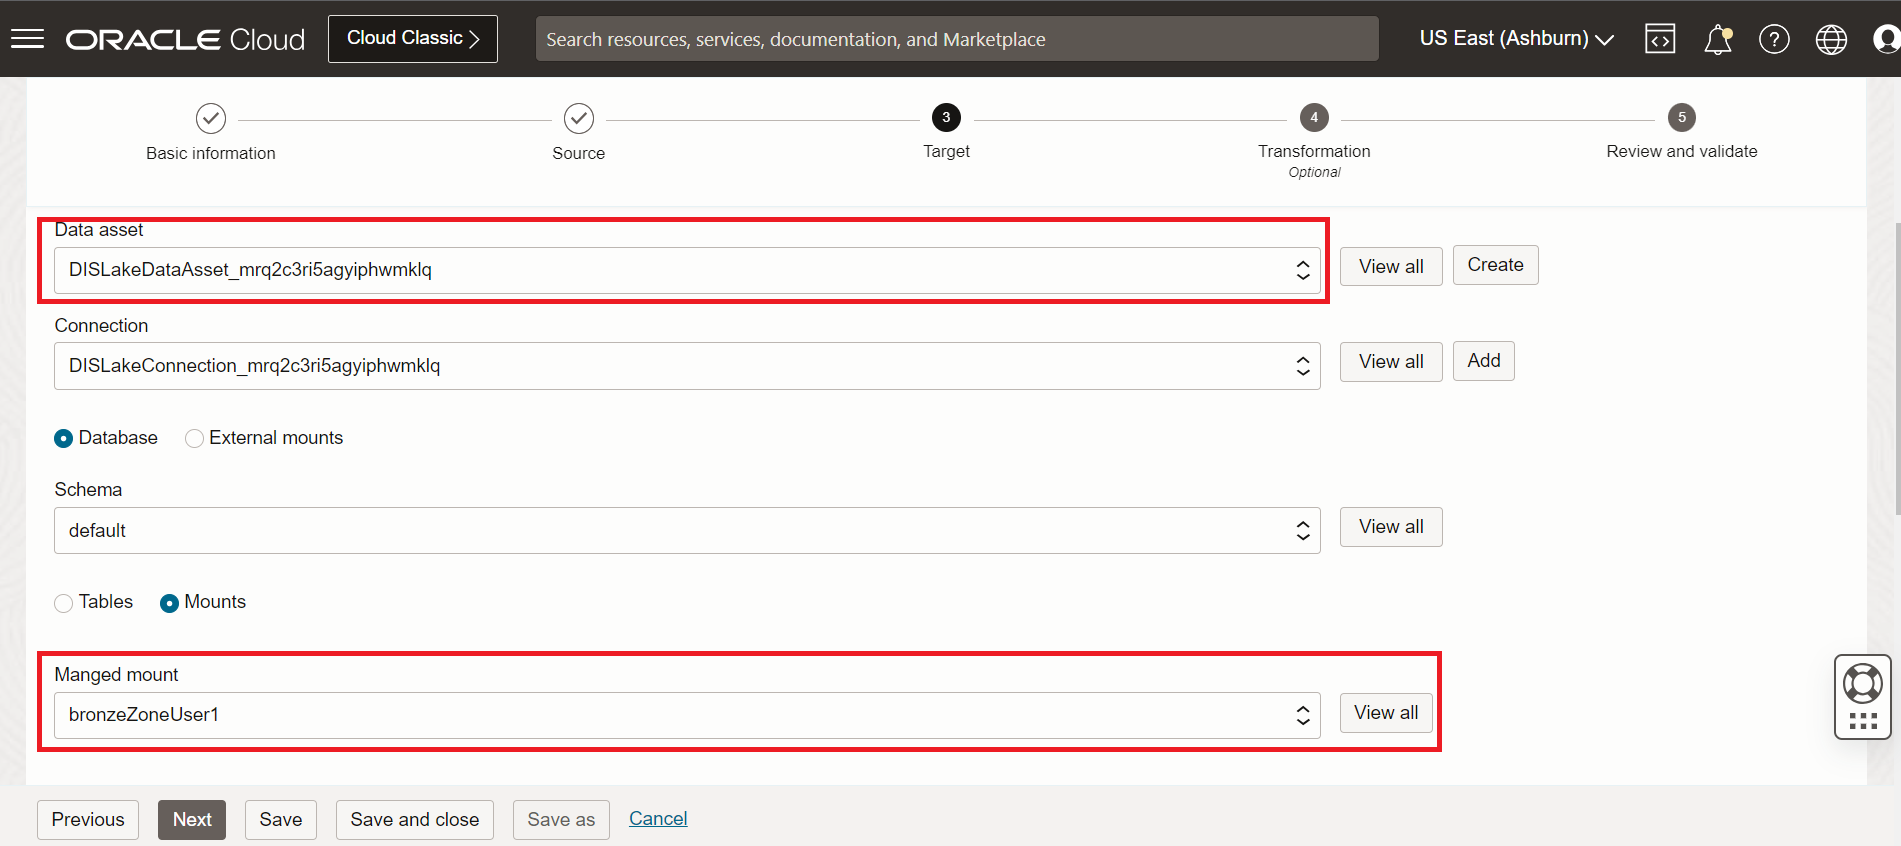 ORACLE Cloud
Cloud Classic
Search resources, services, documentation, and Marketplace
US East (Ashburn)
3
4
5
Basic information
Source
Target
Transformation
Optional
Review and validate
Data asset
DISLakeDataAsset_mrq2c3ri5agyiphwmklq
View all
Create
Connection
DISLakeConnection_mrq2c3ri5agyiphwmklq
View all
Add
Database
External mounts
Schema
default
View all
Tables
Mounts
Manged mount
bronzeZoneUser1
View all
Previous
Next
Save
Save and close
Save as
Cancel